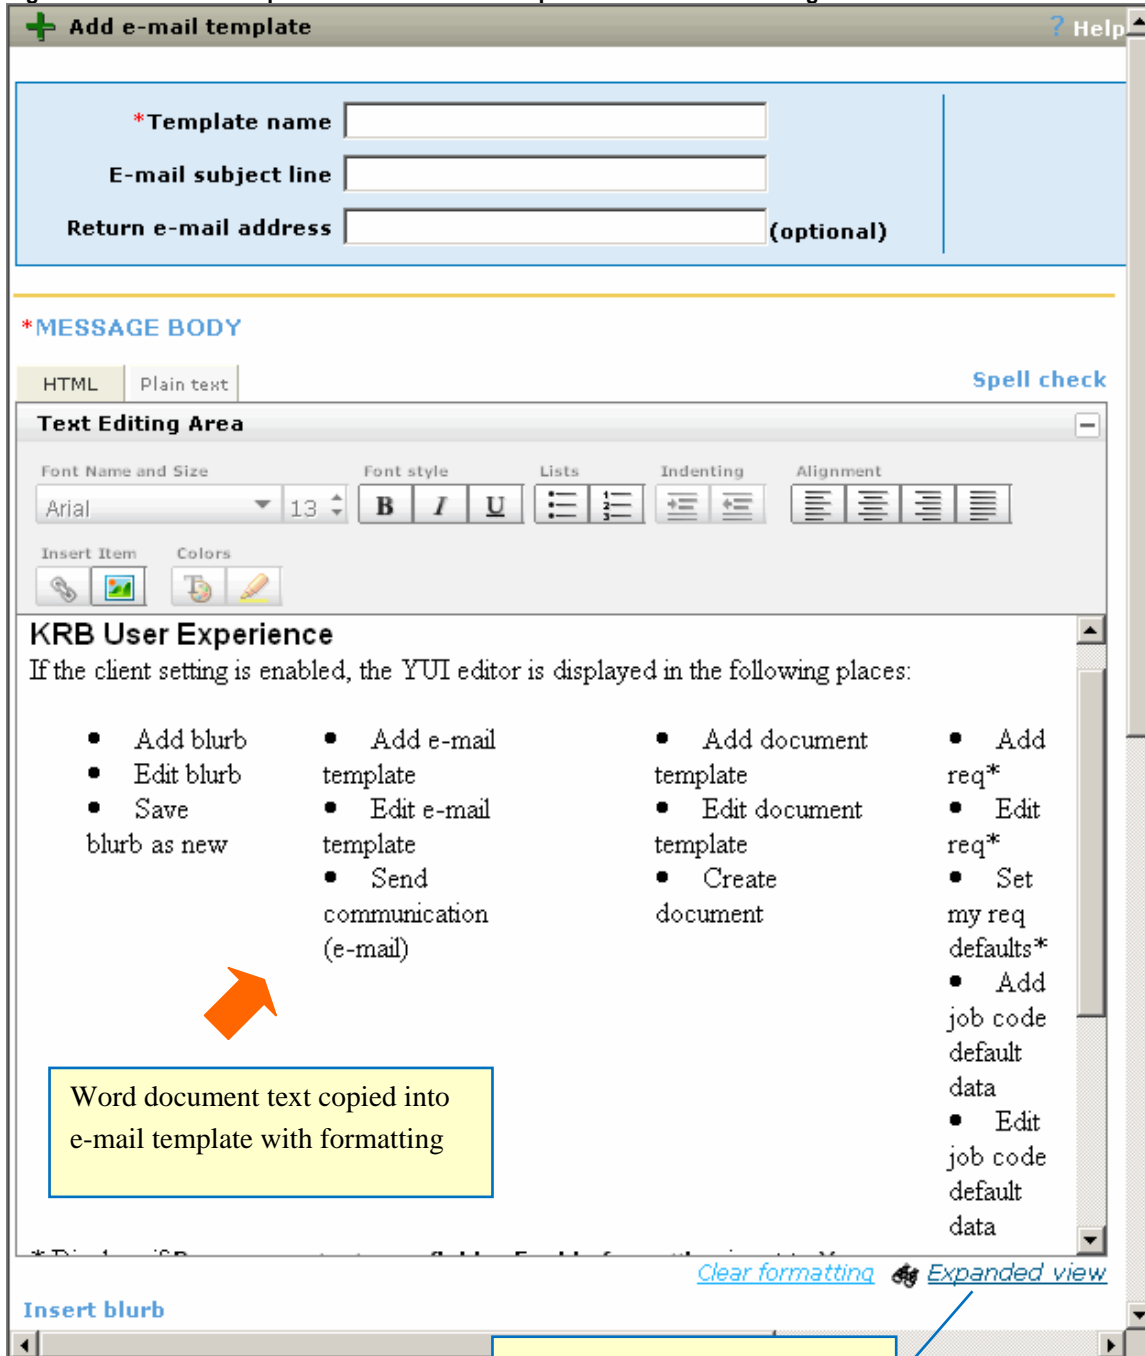 Add e-mail template
? Help
*Template name
E-mail subject line
Return e-mail address
(optional)
*MESSAGE BODY
HTML
Plain text
Spell check
Text Editing Area
Font Name and Size
Font style
Lists
Indenting
Alignment
Arial
13
B
I
U
Insert Item
Colors
KRB User Experience
If the client setting is enabled, the YUI editor is displayed in the following places:
• Add blurb
• Edit blurb
• Save
blurb as new
• Add e-mail
template
• Edit e-mail
template
• Send
communication
(e-mail)
• Add document
template
• Edit document
template
• Create
document
• Add
req*
• Edit
req*
• Set
my req
defaults*
• Add
job code
default
data
• Edit
job code
default
data
Word document text copied into
e-mail template with formatting
Clear formatting
Expanded view
Insert blurb